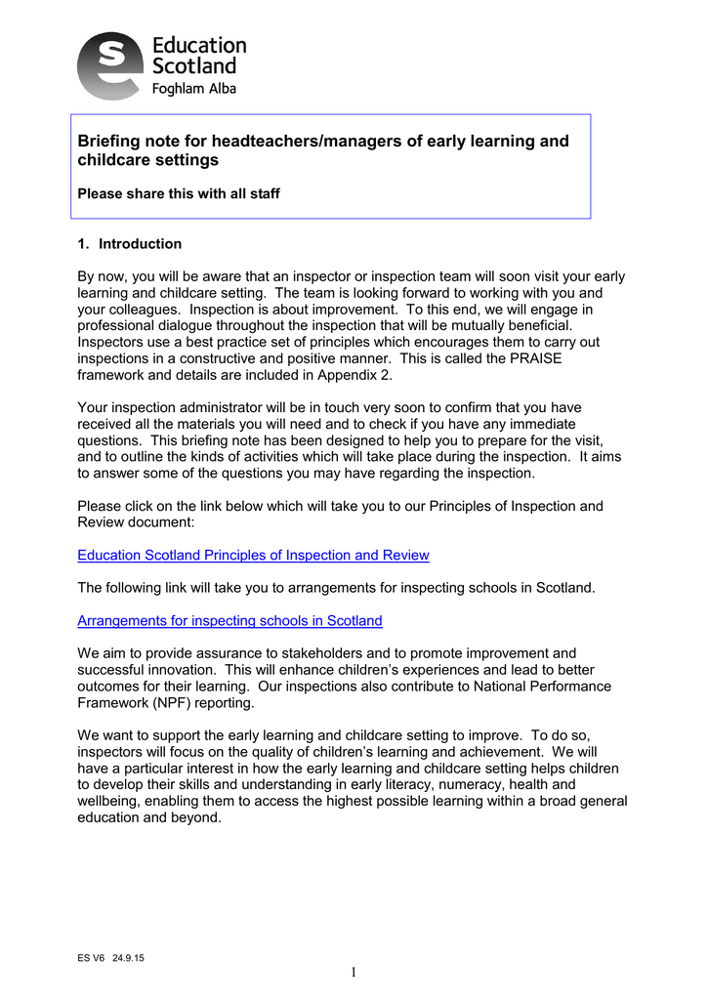 Education
Scotland
Foghlam Alba
Briefing note for headteachers/managers of early learning and
childcare settings
Please share this with all staff
1. Introduction
By now, you will be aware that an inspector or inspection team will soon visit your early
learning and childcare setting. The team is looking forward to working with you and
your colleagues. Inspection is about improvement. To this end, we will engage in
professional dialogue throughout the inspection that will be mutually beneficial.
Inspectors use a best practice set of principles which encourages them to carry out
inspections in a constructive and positive manner. This is called the PRAISE
framework and details are included in Appendix 2.
Your inspection administrator will be in touch very soon to confirm that you have
received all the materials you will need and to check if you have any immediate
questions. This briefing note has been designed to help you to prepare for the visit,
and to outline the kinds of activities which will take place during the inspection. It aims
to answer some of the questions you may have regarding the inspection.
Please click on the link below which will take you to our Principles of Inspection and
Review document:
Education Scotland Principles of Inspection and Review
The following link will take you to arrangements for inspecting schools in Scotland.
Arrangements for inspecting schools in Scotland
We aim to provide assurance to stakeholders and to promote improvement and
successful innovation. This will enhance children's experiences and lead to better
outcomes for their learning. Our inspections also contribute to National Performance
Framework (NPF) reporting.
We want to support the early learning and childcare setting to improve. To do so,
inspectors will focus on the quality of children's learning and achievement. We will
have a particular interest in how the early learning and childcare setting helps children
to develop their skills and understanding in early literacy, numeracy, health and
wellbeing, enabling them to access the highest possible learning within a broad general
education and beyond.
ES V6 24.9.15
1